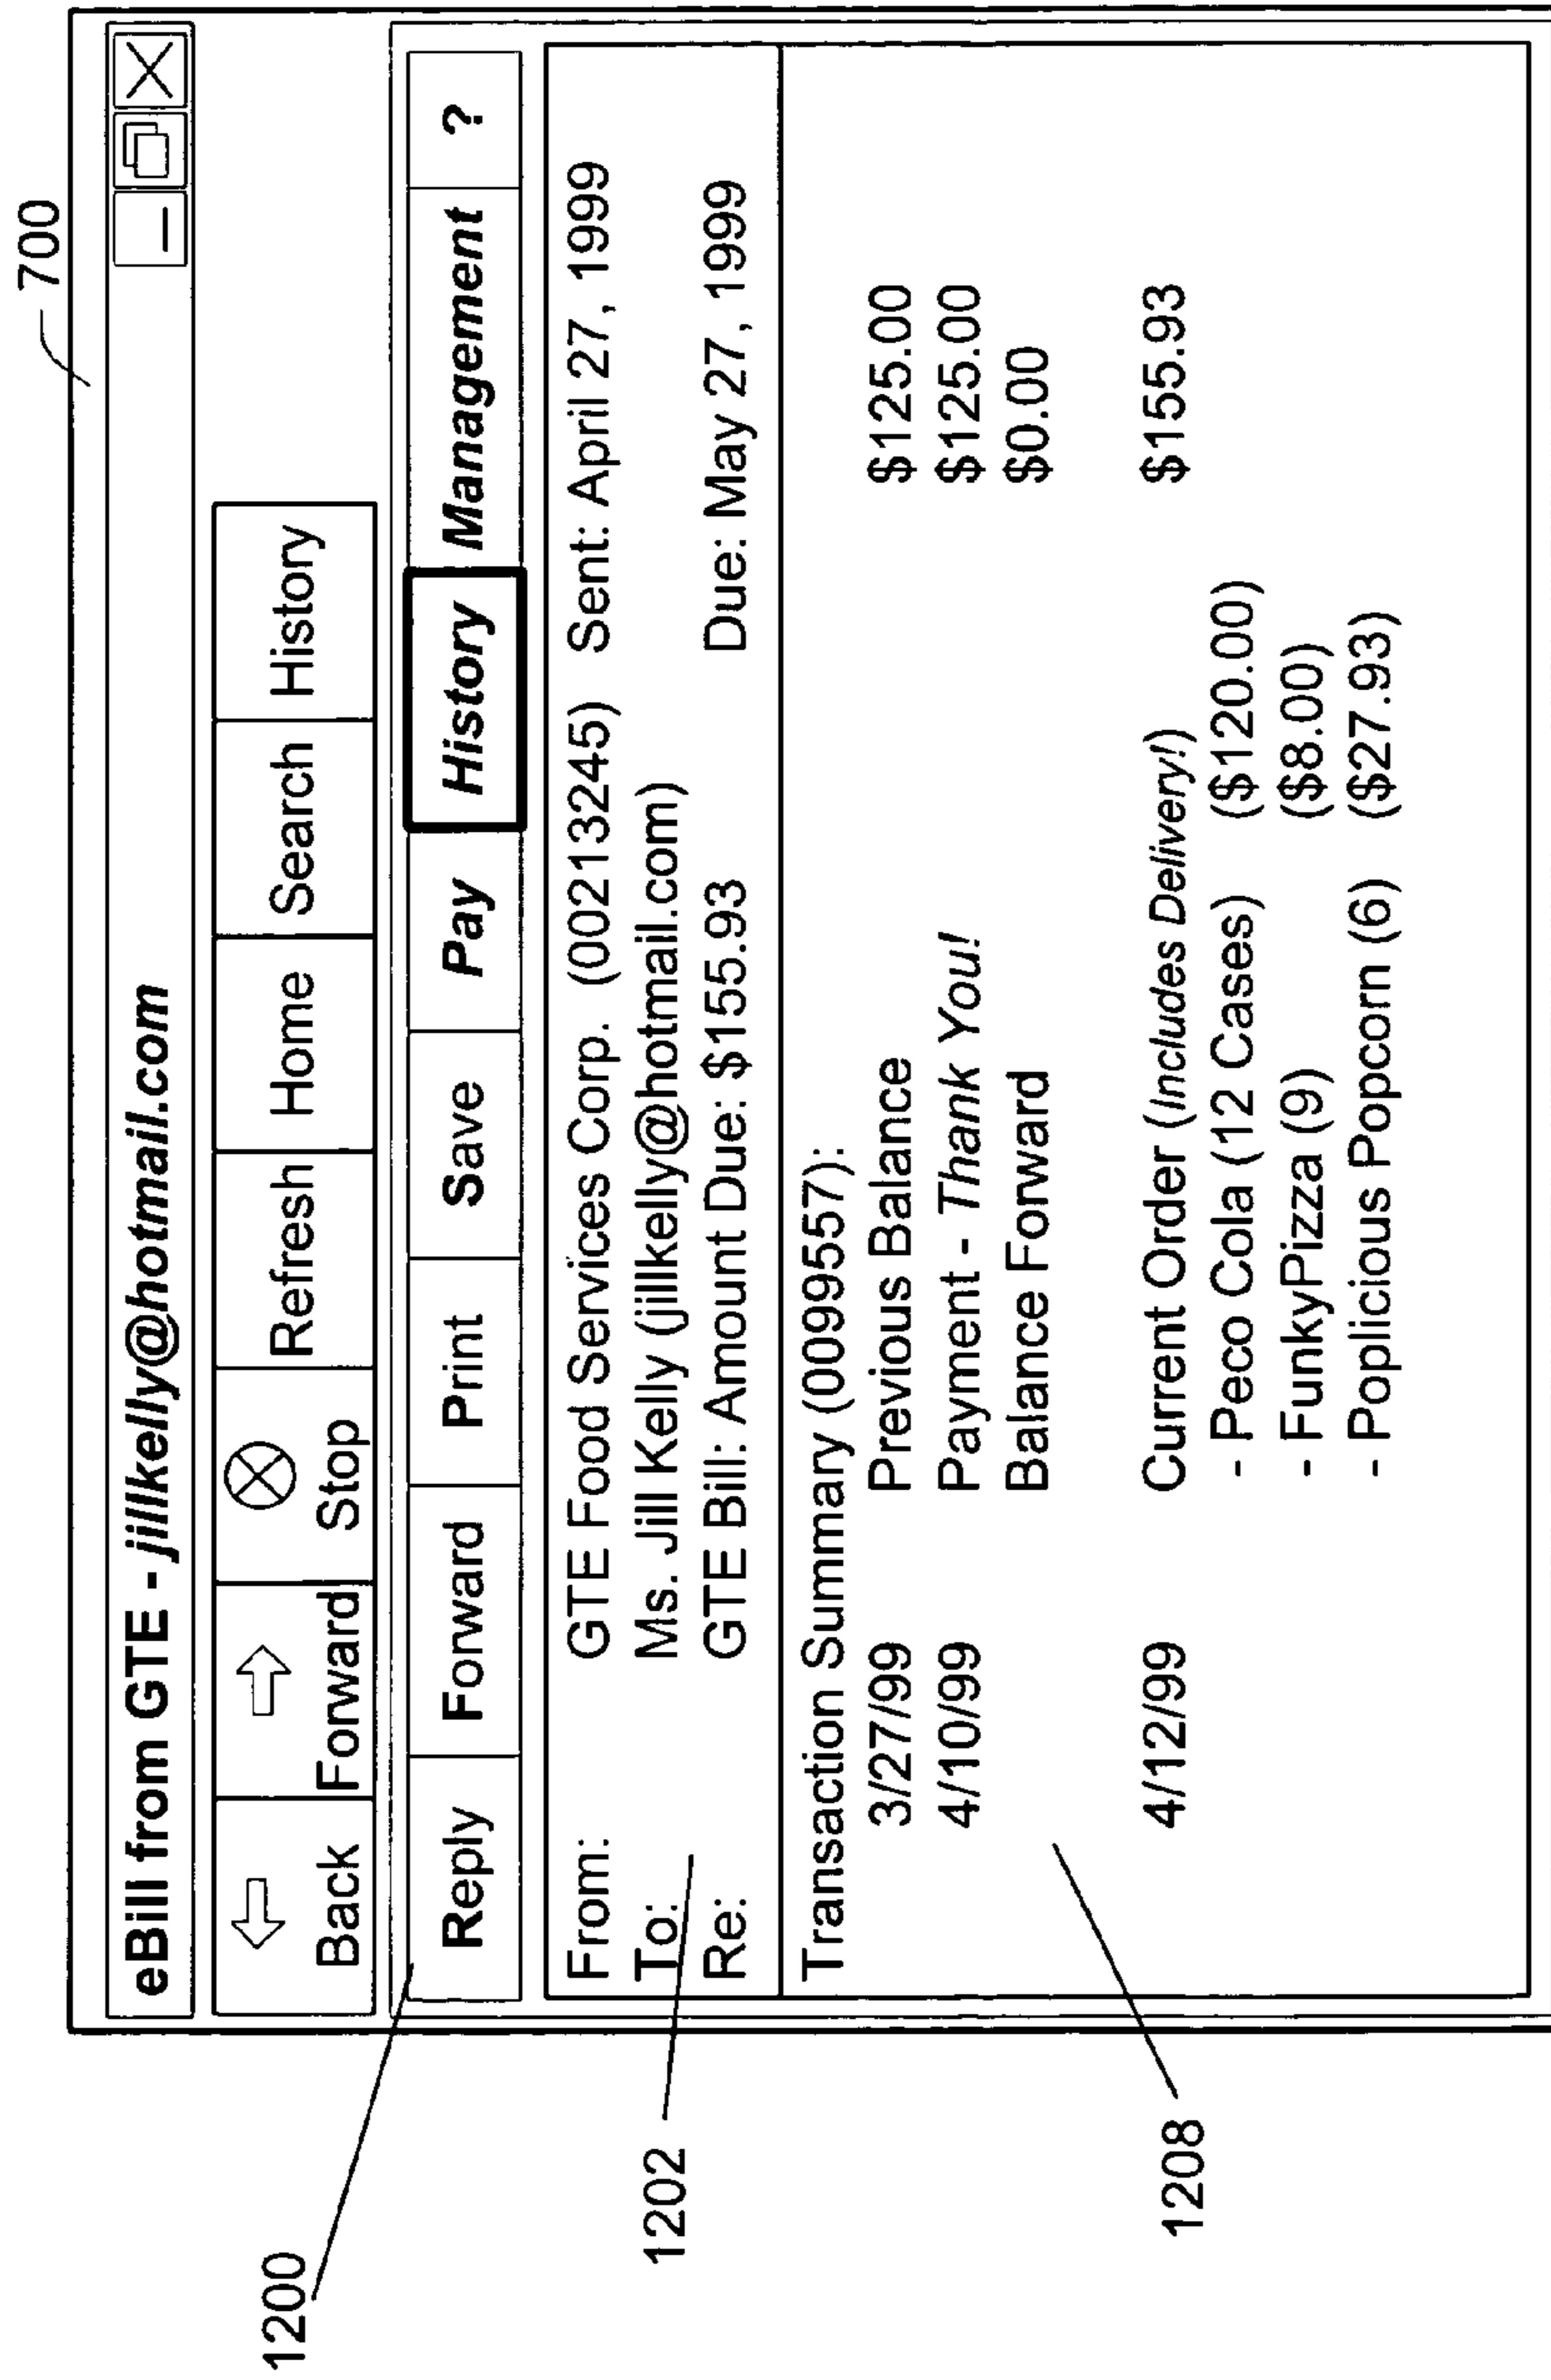 700
eBill from GTE - jillkelly@hotmail.com
Back Forward Stop Refresh Home Search History
1200
Reply Forward Print Save Pay History Management ?
From: GTE Food Services Corp. (00213245) Sent: April 27, 1999
To: Ms. Jill Kelly (jillkelly@hotmail.com)
Re: GTE Bill: Amount Due: $155.93 Due: May 27, 1999
1202
Transaction Summary (009557):
3/27/99 Previous Balance $125.00
4/10/99 Payment - Thank You! $125.00
Balance Forward $0.00
4/12/99 Current Order (Includes Delivery!) $155.93
- Peco Cola (12 Cases) ($120.00)
- FunkyPizza (9) ($8.00)
- Poplicious Popcorn (6) ($27.93)
1208